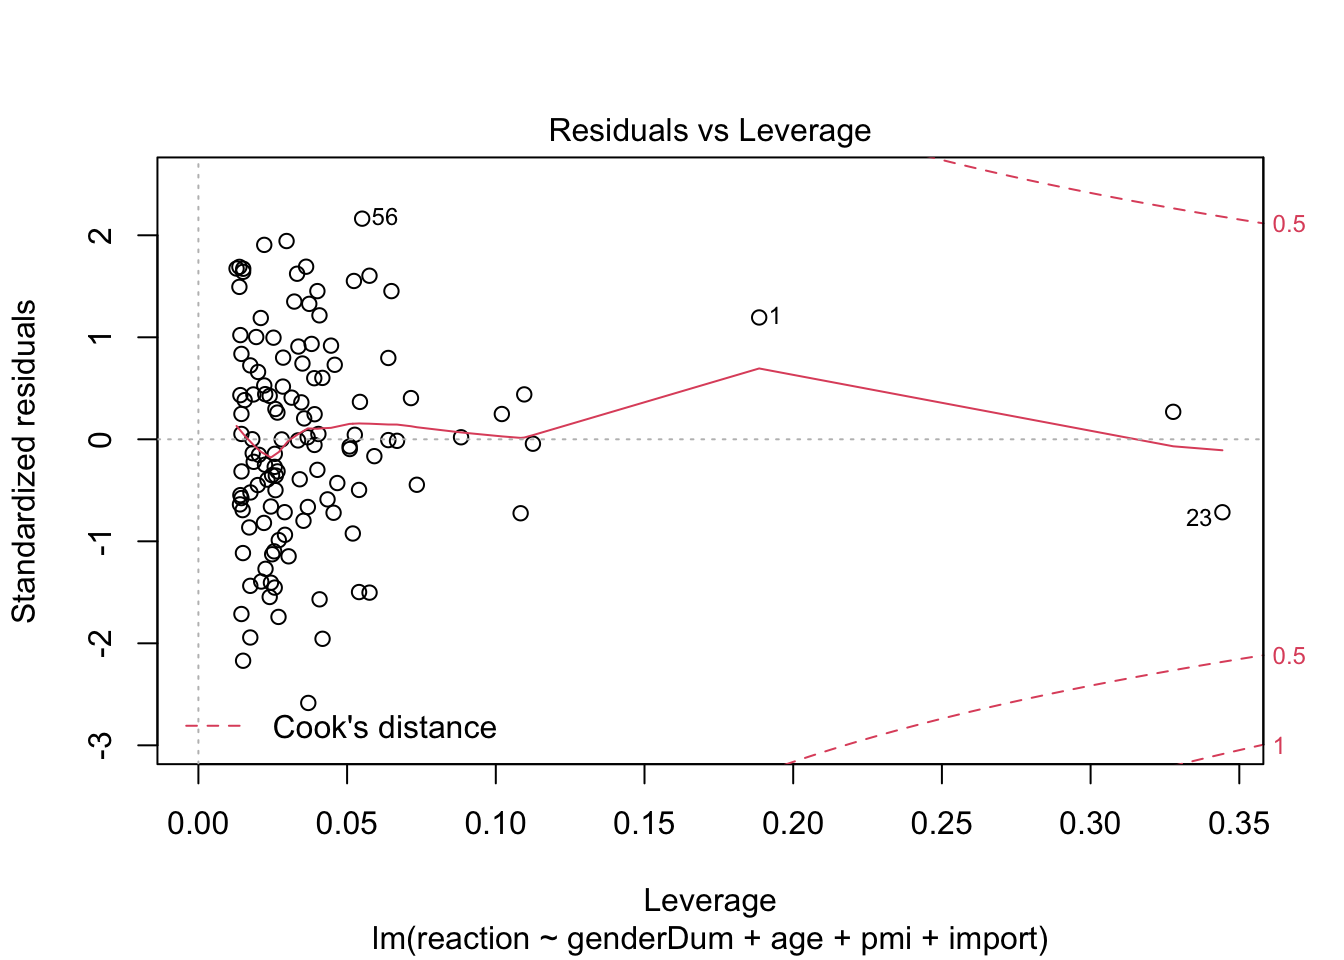 Residuals vs Leverage
Standardized residuals
2
1
0
-1
-2
-3
56
1
23
0.5
0.5
1
Cook's distance
0.00 0.05 0.10 0.15 0.20 0.25 0.30 0.35
Leverage
lm(reaction ~ genderDum + age + pmi + import)